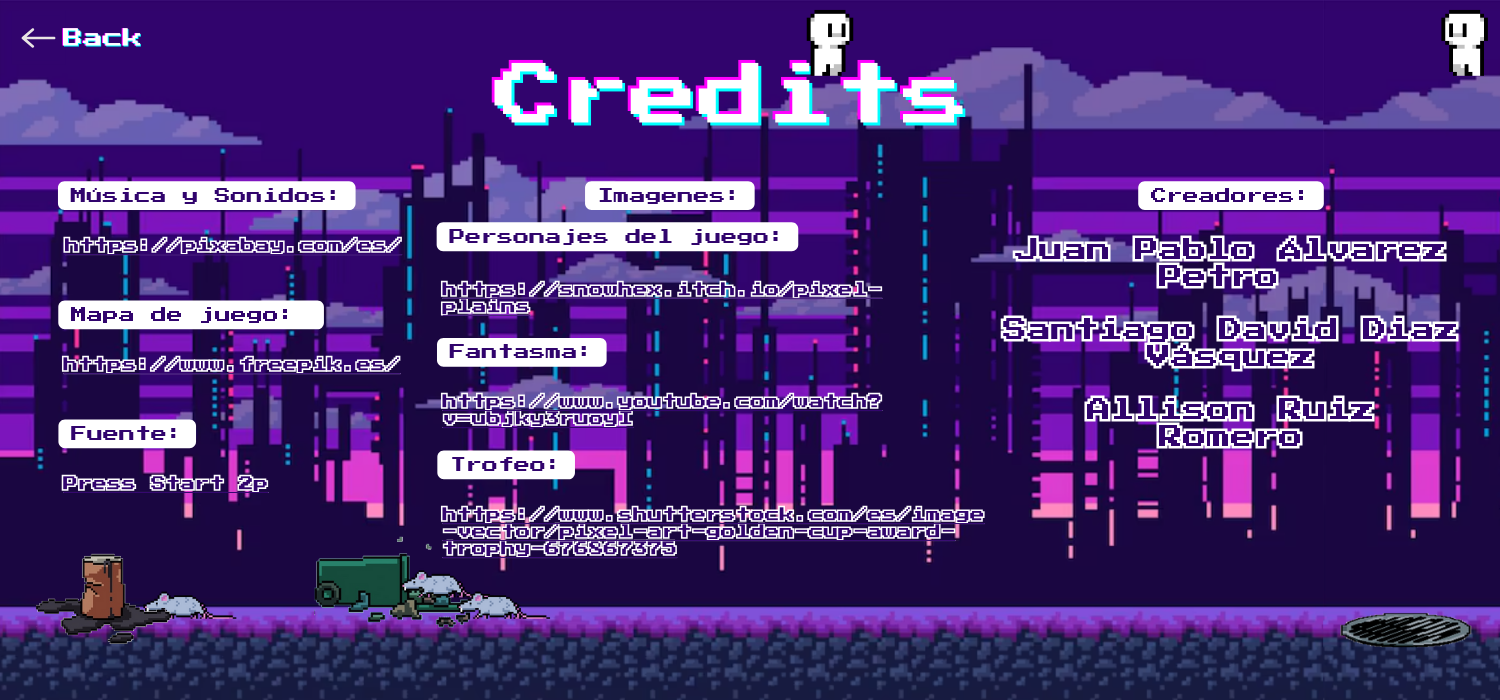 Back
Credits
Música y Sonidos:
https://pixabay.com/es/
Mapa de juego:
https://www.freepik.es/
Fuente:
Press Start 2p
Imagenes:
Personajes del juego:
https://snowhex.itch.io/pixel-
plains
Fantasma:
https://www.youtube.com/watch?
v=ubjky3ruoyI
Trofeo:
https://www.shutterstock.com/es/image
-vector/pixel-art-golden-cup-award-
trophy-676867375
Creadores:
Juan Pablo Álvarez
Petro
Santiago David Diaz
Vásquez
Allison Ruiz
Romero